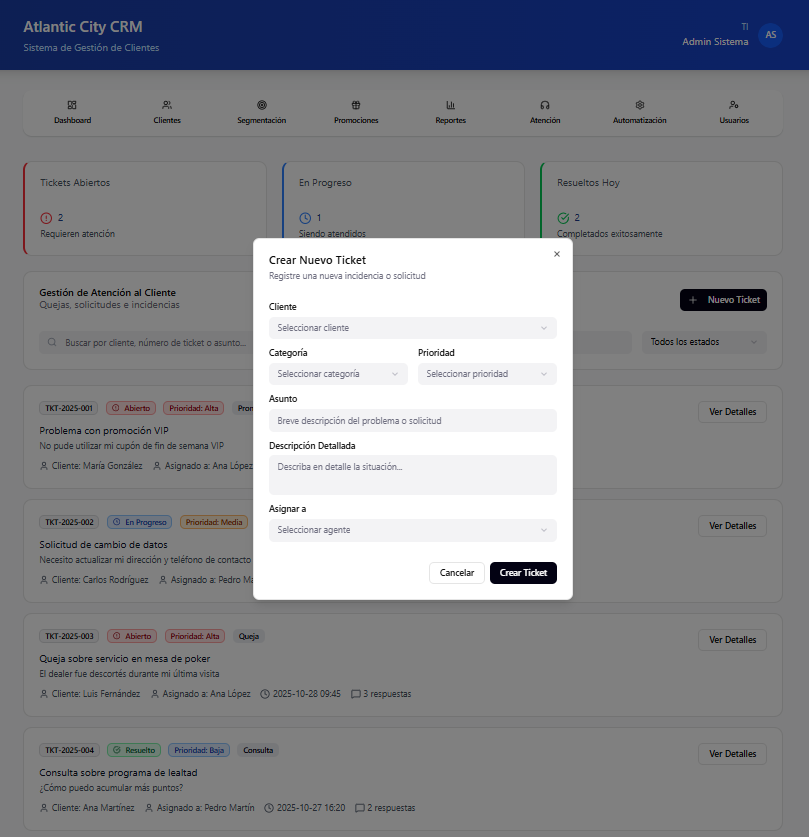 Atlantic City CRM
Sistema de Gestión de Clientes
TI
Admin Sistema
AS
Dashboard
Clientes
Segmentación
Promociones
Reportes
Atención
Automatización
Usuarios
Tickets Abiertos
2
Requieren atención
En Progreso
1
Siendo atendidos
Resueltos Hoy
2
Completados exitosamente
Gestión de Atención al Cliente
Quejas, solicitudes e incidencias
Nuevo Ticket
Buscar por cliente, número de ticket o asunto...
Todos los estados
Crear Nuevo Ticket
Registre una nueva incidencia o solicitud
Cliente
Seleccionar cliente
Categoría
Prioridad
Seleccionar categoría
Seleccionar prioridad
Asunto
Breve descripción del problema o solicitud
Descripción Detallada
Describa en detalle la situación...
Asignar a
Seleccionar agente
Cancelar
Crear Ticket
TKT-2025-001 Abierto Prioridad: Alta
Ver Detalles
Problema con promoción VIP
No pude utilizar mi cupón de fin de semana VIP
Cliente: María González Asignado a: Ana López
TKT-2025-002 En Progreso Prioridad: Media
Ver Detalles
Solicitud de cambio de datos
Necesito actualizar mi dirección y teléfono de contacto
Cliente: Carlos Rodríguez Asignado a: Pedro Ma
TKT-2025-003 Abierto Prioridad: Alta Queja
Ver Detalles
Queja sobre servicio en mesa de poker
El dealer fue descortés durante mi última visita
Cliente: Luis Fernández Asignado a: Ana López 2025-10-28 09:45 3 respuestas
TKT-2025-004 Resuelto Prioridad: Baja Consulta
Ver Detalles
Consulta sobre programa de lealtad
¿Cómo puedo acumular más puntos?
Cliente: Ana Martínez Asignado a: Pedro Martín 2025-10-27 16:20 2 respuestas